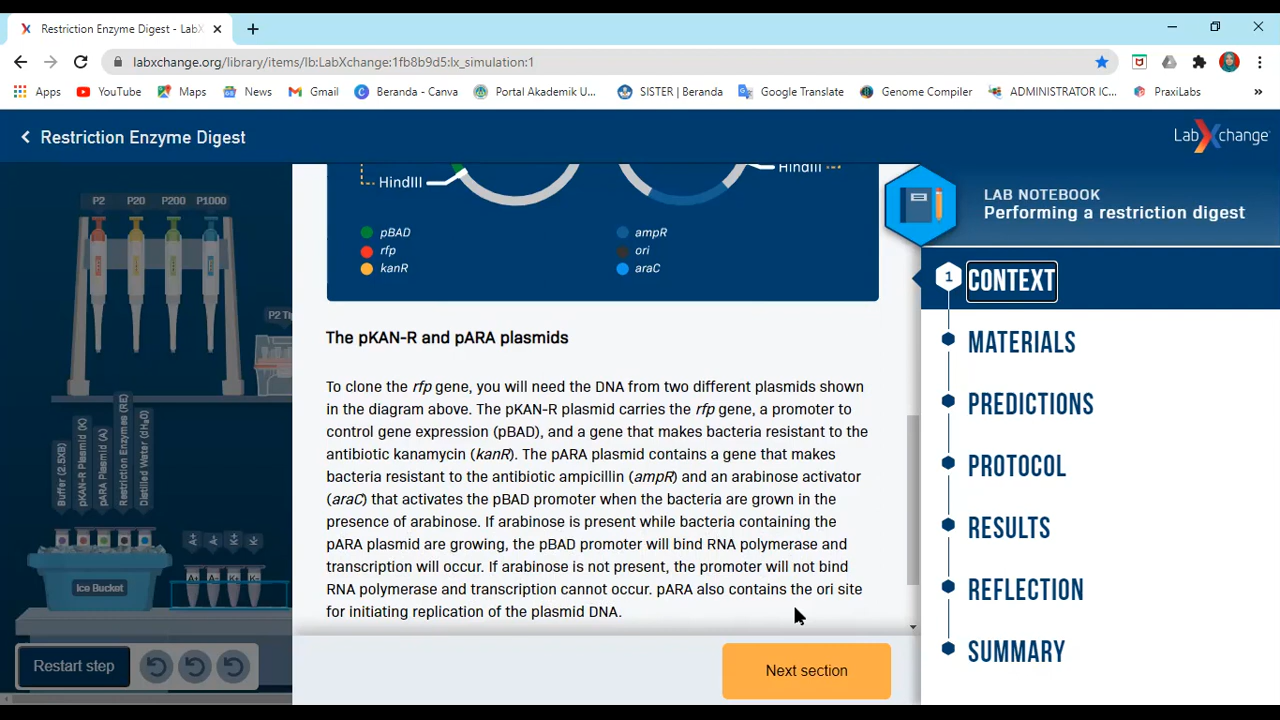 Restriction Enzyme Digest - LabX
labxchange.org/library/items/lb:LabXchange:1fb8b9d5:lx_simulation:1
Apps YouTube Maps News Gmail Beranda - Canva Portal Akademik U... SISTER | Beranda Google Translate Genome Compiler ADMINISTRATOR IC... PraxiLabs »
Restriction Enzyme Digest
LabXchange
P2 P20 P200 P1000
P2 Ti
Buffer (2.5XB)
pKAN-R Plasmid (K)
pARA Plasmid (A)
Restriction Enzymes (RE)
Distilled Water (dH₂O)
A+ A- K+ K-
A+ A- K+ K-
Ice Bucket
Restart step
HindIII
HindIII
pBAD
rfp
kanR
ampR
ori
araC
The pKAN-R and pARA plasmids
To clone the rfp gene, you will need the DNA from two different plasmids shown
in the diagram above. The pKAN-R plasmid carries the rfp gene, a promoter to
control gene expression (pBAD), and a gene that makes bacteria resistant to the
antibiotic kanamycin (kanR). The pARA plasmid contains a gene that makes
bacteria resistant to the antibiotic ampicillin (ampR) and an arabinose activator
(araC) that activates the pBAD promoter when the bacteria are grown in the
presence of arabinose. If arabinose is present while bacteria containing the
pARA plasmid are growing, the pBAD promoter will bind RNA polymerase and
transcription will occur. If arabinose is not present, the promoter will not bind
RNA polymerase and transcription cannot occur. pARA also contains the ori site
for initiating replication of the plasmid DNA.
Next section
LAB NOTEBOOK
Performing a restriction digest
1 CONTEXT
MATERIALS
PREDICTIONS
PROTOCOL
RESULTS
REFLECTION
SUMMARY